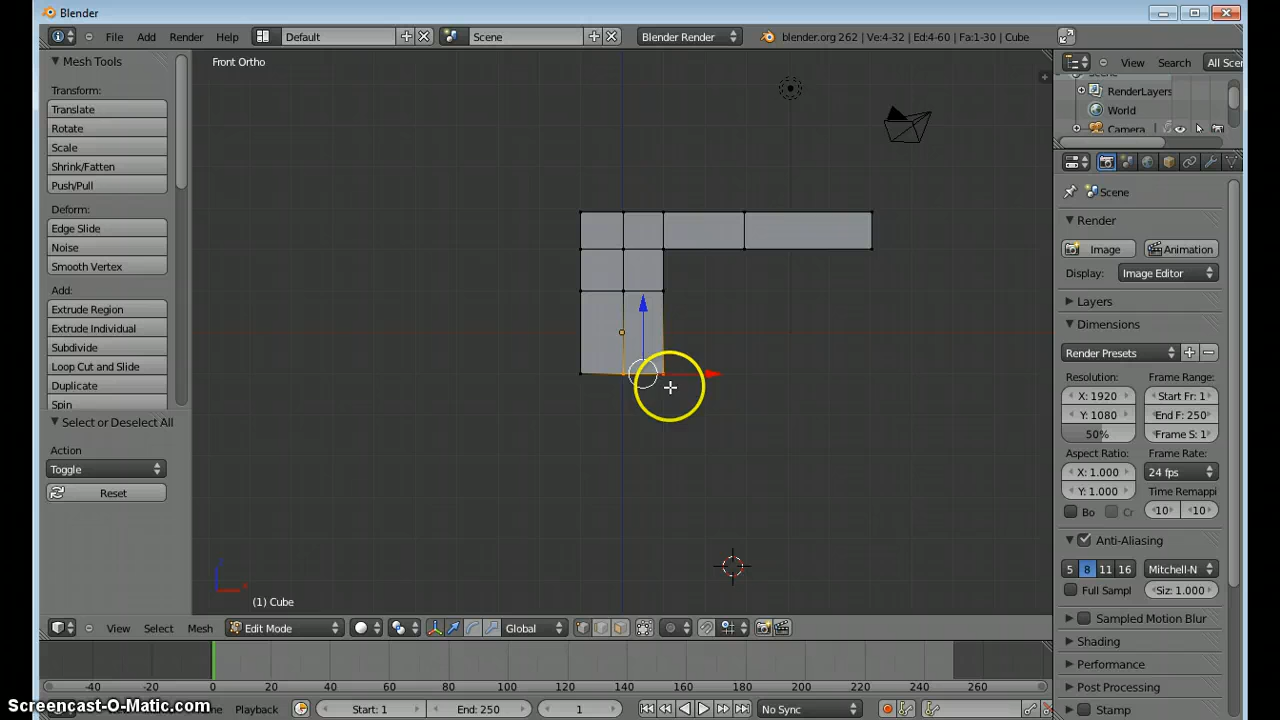 Blender
File Add Render Help Default Scene Blender Render blender.org 262 | Ve:4-32 | Ed:4-60 | Fa:1-30 | Cube
Mesh Tools
Transform:
Translate
Rotate
Scale
Shrink/Fatten
Push/Pull
Deform:
Edge Slide
Noise
Smooth Vertex
Add:
Extrude Region
Extrude Individual
Subdivide
Loop Cut and Slide
Duplicate
Spin
Select or Deselect All
Action
Toggle
Reset
Front Ortho
(1) Cube
View Select Mesh Edit Mode Global
View Search All Scer
RenderLayers
World
Camera
Scene
Render
Image Animation
Display: Image Editor
Layers
Dimensions
Render Presets
Resolution: Frame Range:
X: 1920 Start Fr: 1
Y: 1080 End F: 250
50% Frame S: 1
Aspect Ratio: Frame Rate:
X: 1.000 24 fps
Y: 1.000 Time Remappi
Bo Cr 10 10
Anti-Aliasing
5 8 11 16 Mitchell-N
Full Sampl Siz: 1.000
Sampled Motion Blur
Shading
Performance
Post Processing
Stamp
-40 -20 0 20 40 60 80 100 120 140 160 180 200 220 240 260
Playback Start: 1 End: 250 1 No Sync
Screencast-O-Matic.com